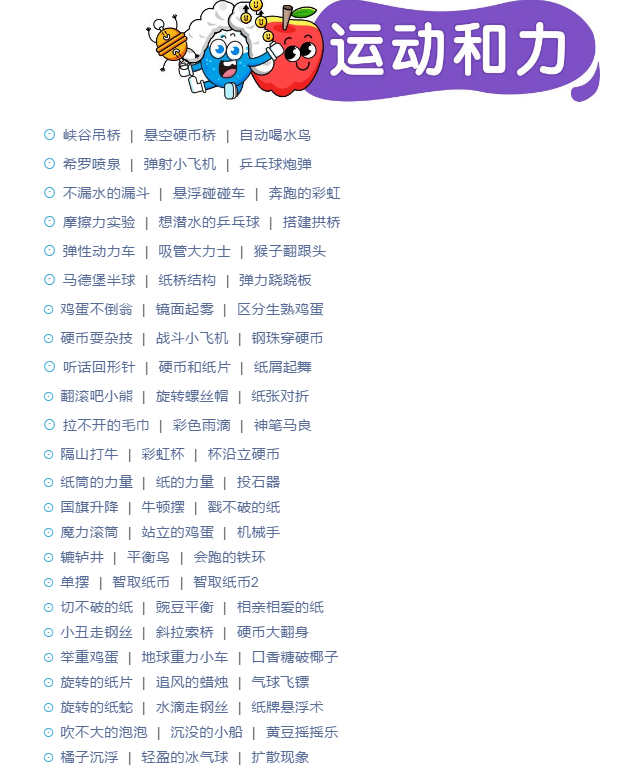 运动和力
峡谷吊桥 | 悬空硬币桥 | 自动喝水鸟
希罗喷泉 | 弹射小飞机 | 乒乓球炮弹
不漏水的漏斗 | 悬浮碰碰车 | 奔跑的彩虹
摩擦力实验 | 想潜水的乒乓球 | 搭建拱桥
弹性动力车 | 吸管大力士 | 猴子翻跟头
马德堡半球 | 纸桥结构 | 弹力跷跷板
鸡蛋不倒翁 | 镜面起雾 | 区分生熟鸡蛋
硬币耍杂技 | 战斗小飞机 | 钢珠穿硬币
听话回形针 | 硬币和纸片 | 纸屑起舞
翻滚吧小熊 | 旋转螺丝帽 | 纸张对折
拉不开的毛巾 | 彩色雨滴 | 神笔马良
隔山打牛 | 彩虹杯 | 杯沿立硬币
纸筒的力量 | 纸的力量 | 投石器
国旗升降 | 牛顿摆 | 戳不破的纸
魔力滚筒 | 站立的鸡蛋 | 机械手
辘轳井 | 平衡鸟 | 会跑的铁环
单摆 | 智取纸币 | 智取纸币2
切不破的纸 | 豌豆平衡 | 相亲相爱的纸
小丑走钢丝 | 斜拉索桥 | 硬币大翻身
举重鸡蛋 | 地球重力小车 | 口香糖破椰子
旋转的纸片 | 追风的蜡烛 | 气球飞镖
旋转的纸蛇 | 水滴走钢丝 | 纸牌悬浮术
吹不大的泡泡 | 沉没的小船 | 黄豆摇摇乐
橘子沉浮 | 轻盈的冰气球 | 扩散现象